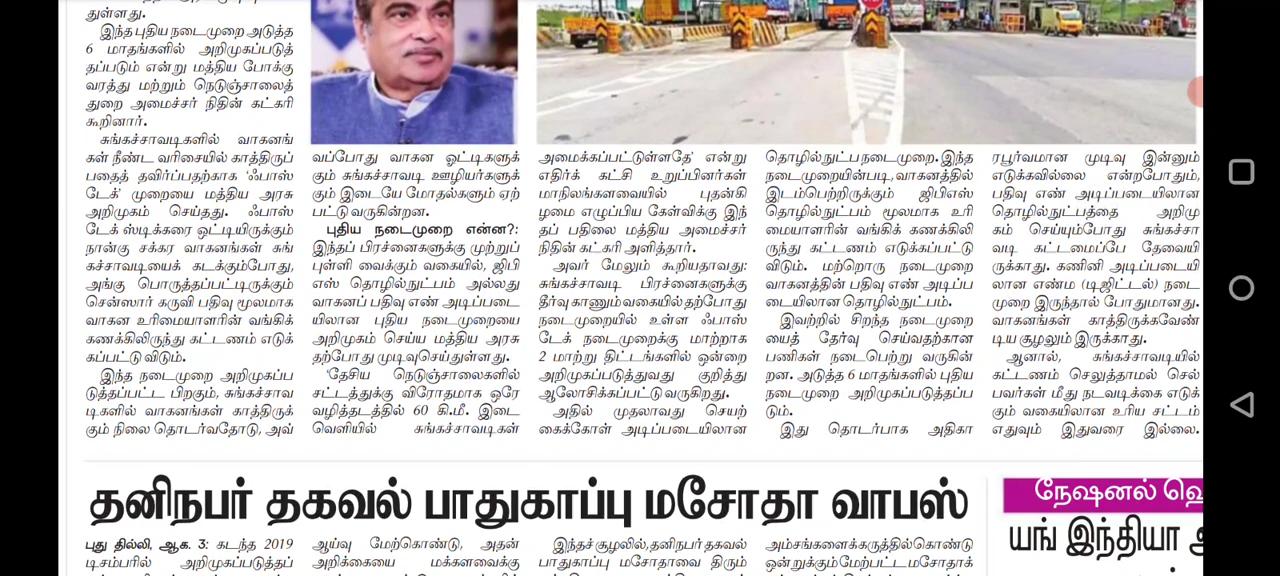 துள்ளது.
இந்த புதிய நடைமுறை அடுத்த
6 மாதங்களில் அறிமுகப்படுத்
தப்படும் என்று மத்திய போக்கு
வரத்து மற்றும் நெடுஞ்சாலைத்
துறை அமைச்சர் நிதின் கட்கரி
கூறினார்.
சுங்கச்சாவடிகளில் வாகனங்
கள் நீண்ட வரிசையில் காத்திருப்
பதைத் தவிர்ப்பதற்காக 'ஃபாஸ்
டேக்' முறையை மத்திய அரசு
அறிமுகம் செய்தது. ஃபாஸ்
டேக் ஸ்டிக்கரை ஒட்டியிருக்கும்
நான்கு சக்கர வாகனங்கள் சுங்
கச்சாவடியைக் கடக்கும்போது,
அங்கு பொருத்தப்பட்டிருக்கும்
சென்ஸார் கருவி பதிவு மூலமாக
வாகன உரிமையாளரின் வங்கிக்
கணக்கிலிருந்து கட்டணம் எடுக்
கப்பட்டுவிடும்.
இந்த நடைமுறை அறிமுகப்ப
டுத்தப்பட்ட பிறகும், சுங்கச்சாவ
டிகளில் வாகனங்கள் காத்திருக்
கும் நிலை தொடர்வதோடு, அவ்
வப்போது வாகன ஓட்டிகளுக்
கும் சுங்கச்சாவடி ஊழியர்களுக்
கும் இடையே மோதல்களும் ஏற்
பட்டு வருகின்றன.
புதிய நடைமுறை என்ன?:
இந்தப் பிரச்னைகளுக்கு முற்றுப்
புள்ளி வைக்கும் வகையில், ஜிபி
எஸ் தொழில்நுட்பம் அல்லது
வாகனப் பதிவு எண் அடிப்படை
யிலான புதிய நடைமுறையை
அறிமுகம் செய்ய மத்திய அரசு
தற்போது முடிவுசெய்துள்ளது.
'தேசிய நெடுஞ்சாலைகளில்
சட்டத்துக்கு விரோதமாக ஒரே
வழித்தடத்தில் 60 கி.மீ. இடை
வெளியில் சுங்கச்சாவடிகள்
அமைக்கப்பட்டுள்ளதே' என்று
எதிர்க் கட்சி உறுப்பினர்கள்
மாநிலங்களவையில் புதன்கி
ழமை எழுப்பிய கேள்விக்கு இந்
தப் பதிலை மத்திய அமைச்சர்
நிதின் கட்கரி அளித்தார்.
அவர் மேலும் கூறியதாவது:
சுங்கச்சாவடி பிரச்னைகளுக்கு
தீர்வு காணும் வகையில் தற்போது
நடைமுறையில் உள்ள ஃபாஸ்
டேக் நடைமுறைக்கு மாற்றாக
2 மாற்று திட்டங்களில் ஒன்றை
அறிமுகப்படுத்துவது குறித்து
ஆலோசிக்கப்பட்டு வருகிறது.
அதில் முதலாவது செயற்
கைக்கோள் அடிப்படையிலான
தொழில்நுட்ப நடைமுறை. இந்த
நடைமுறையின்படி, வாகனத்தில்
இடம்பெற்றிருக்கும் ஜிபிஎஸ்
தொழில்நுட்பம் மூலமாக உரி
மையாளரின் வங்கிக் கணக்கிலி
ருந்து கட்டணம் எடுக்கப்பட்டு
விடும். மற்றொரு நடைமுறை
வாகனத்தின் பதிவு எண் அடிப்ப
டையிலான தொழில்நுட்பம்.
இவற்றில் சிறந்த நடைமுறை
யைத் தேர்வு செய்வதற்கான
பணிகள் நடைபெற்று வருகின்
றன. அடுத்த 6 மாதங்களில் புதிய
நடைமுறை அறிமுகப்படுத்தப்ப
டும்.
இது தொடர்பாக அதிகா
ரபூர்வமான முடிவு இன்னும்
எடுக்கவில்லை என்றபோதும்,
பதிவு எண் அடிப்படையிலான
தொழில்நுட்பத்தை அறிமு
கம் செய்யும்போது சுங்கச்சா
வடி கட்டமைப்பே தேவையி
ருக்காது. கணினி அடிப்படையி
லான எண்ம (டிஜிட்டல்) நடை
முறை இருந்தால் போதுமானது.
வாகனங்கள் காத்திருக்கவேண்
டிய சூழலும் இருக்காது.
ஆனால், சுங்கச்சாவடியில்
கட்டணம் செலுத்தாமல் செல்
பவர்கள் மீது நடவடிக்கை எடுக்
கும் வகையிலான உரிய சட்டம்
எதுவும் இதுவரை இல்லை.
தனிநபர் தகவல் பாதுகாப்பு மசோதா வாபஸ்
புது தில்லி, ஆக. 3: கடந்த 2019
டிசம்பரில் அறிமுகப்படுத்தப்
ஆய்வு மேற்கொண்டு, அதன்
அறிக்கையை மக்களவைக்கு
இந்தச் சூழலில், தனிநபர் தகவல்
பாதுகாப்பு மசோதாவை திரும்
அம்சங்களைக் கருத்தில்கொண்டு
ஒன்றுக்கும் மேற்பட்ட மசோதாக்
நேஷனல் ஹெ
யங் இந்தியா அ